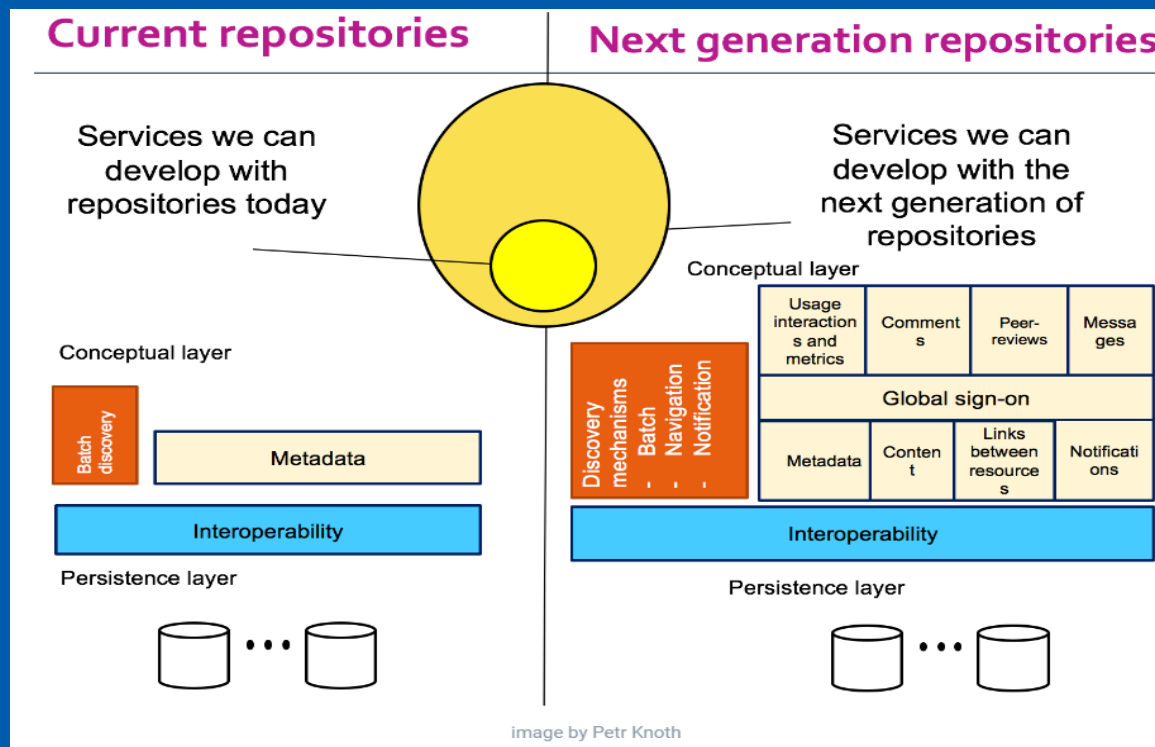 Current repositories
Next generation repositories
Services we can
develop with
repositories today
Services we can
develop with the
next generation of
repositories
Conceptual layer
Batch
discovery
Metadata
Interoperability
Persistence layer
Conceptual layer
Discovery
mechanisms
- Batch
- Navigation
- Notification
Usage
interaction
s and
metrics
Comment
s
Peer-
reviews
Messa
ges
Global sign-on
Metadata
Conten
t
Links
between
resource
s
Notificati
ons
Interoperability
Persistence layer
image by Petr Knoth